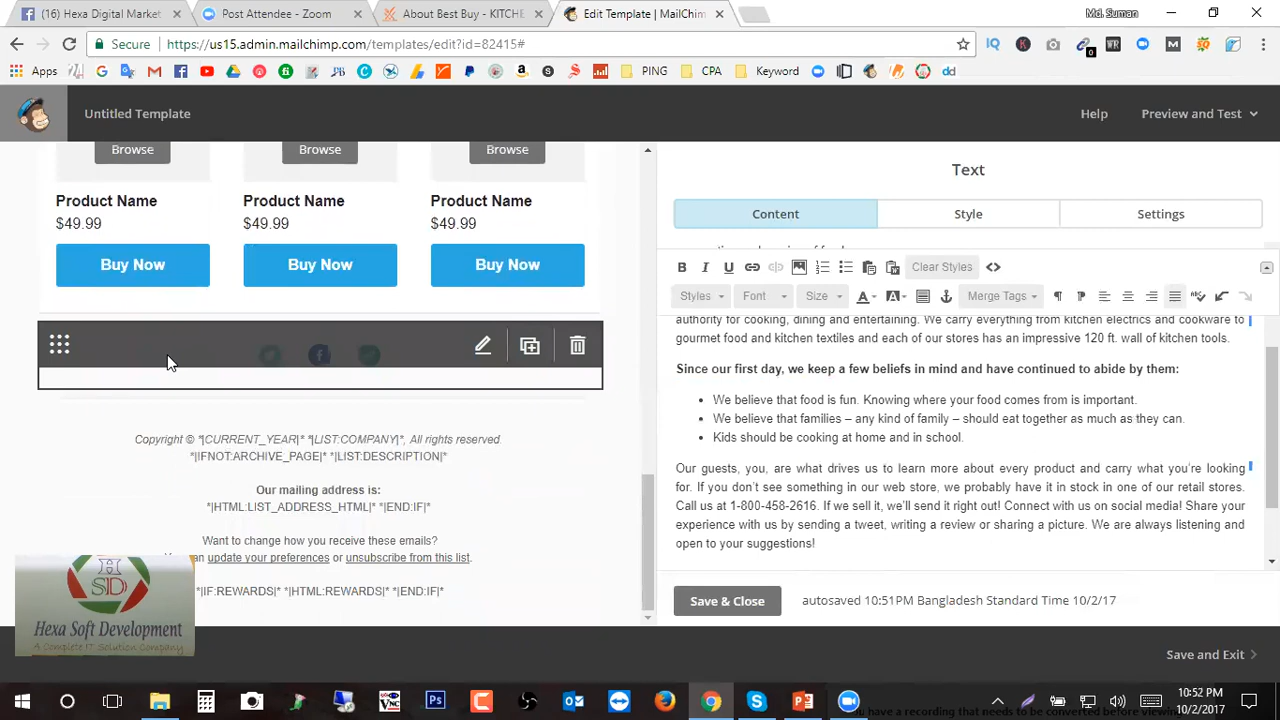 (16) Hexa Digital Market
Post Attendee - Zoom
About Best Buy - KITCHE
Edit Template | MailChim
Md. Suman
Secure
https://us15.admin.mailchimp.com/templates/edit?id=82415#
Apps
PING
CPA
Keyword
Untitled Template
Help
Preview and Test
Browse
Browse
Browse
Product Name
Product Name
Product Name
$49.99
$49.99
$49.99
Buy Now
Buy Now
Buy Now
Copyright © *|CURRENT_YEAR|* *|LIST:COMPANY|*, All rights reserved.
*|IFNOT:ARCHIVE_PAGE|* *|LIST:DESCRIPTION|*
Our mailing address is:
*|HTML:LIST_ADDRESS_HTML|* *|END:IF|*
Want to change how you receive these emails?
update your preferences or unsubscribe from this list.
*|IF:REWARDS|* *|HTML:REWARDS|* *|END:IF|*
HSD
Hexa Soft Development
A Complete IT Solution Company
Text
Content
Style
Settings
Clear Styles
Styles
Font
Size
Merge Tags
authority for cooking, dining and entertaining. We carry everything from kitchen electrics and cookware to
gourmet food and kitchen textiles and each of our stores has an impressive 120 ft. wall of kitchen tools.
Since our first day, we keep a few beliefs in mind and have continued to abide by them:
We believe that food is fun. Knowing where your food comes from is important.
We believe that families – any kind of family – should eat together as much as they can.
Kids should be cooking at home and in school.
Our guests, you, are what drives us to learn more about every product and carry what you're looking
for. If you don't see something in our web store, we probably have it in stock in one of our retail stores.
Call us at 1-800-458-2616. If we sell it, we'll send it right out! Connect with us on social media! Share your
experience with us by sending a tweet, writing a review or sharing a picture. We are always listening and
open to your suggestions!
Save & Close
autosaved 10:51PM Bangladesh Standard Time 10/2/17
Save and Exit
10:52 PM
10/2/2017
have a recording that needs to be converted before viewing